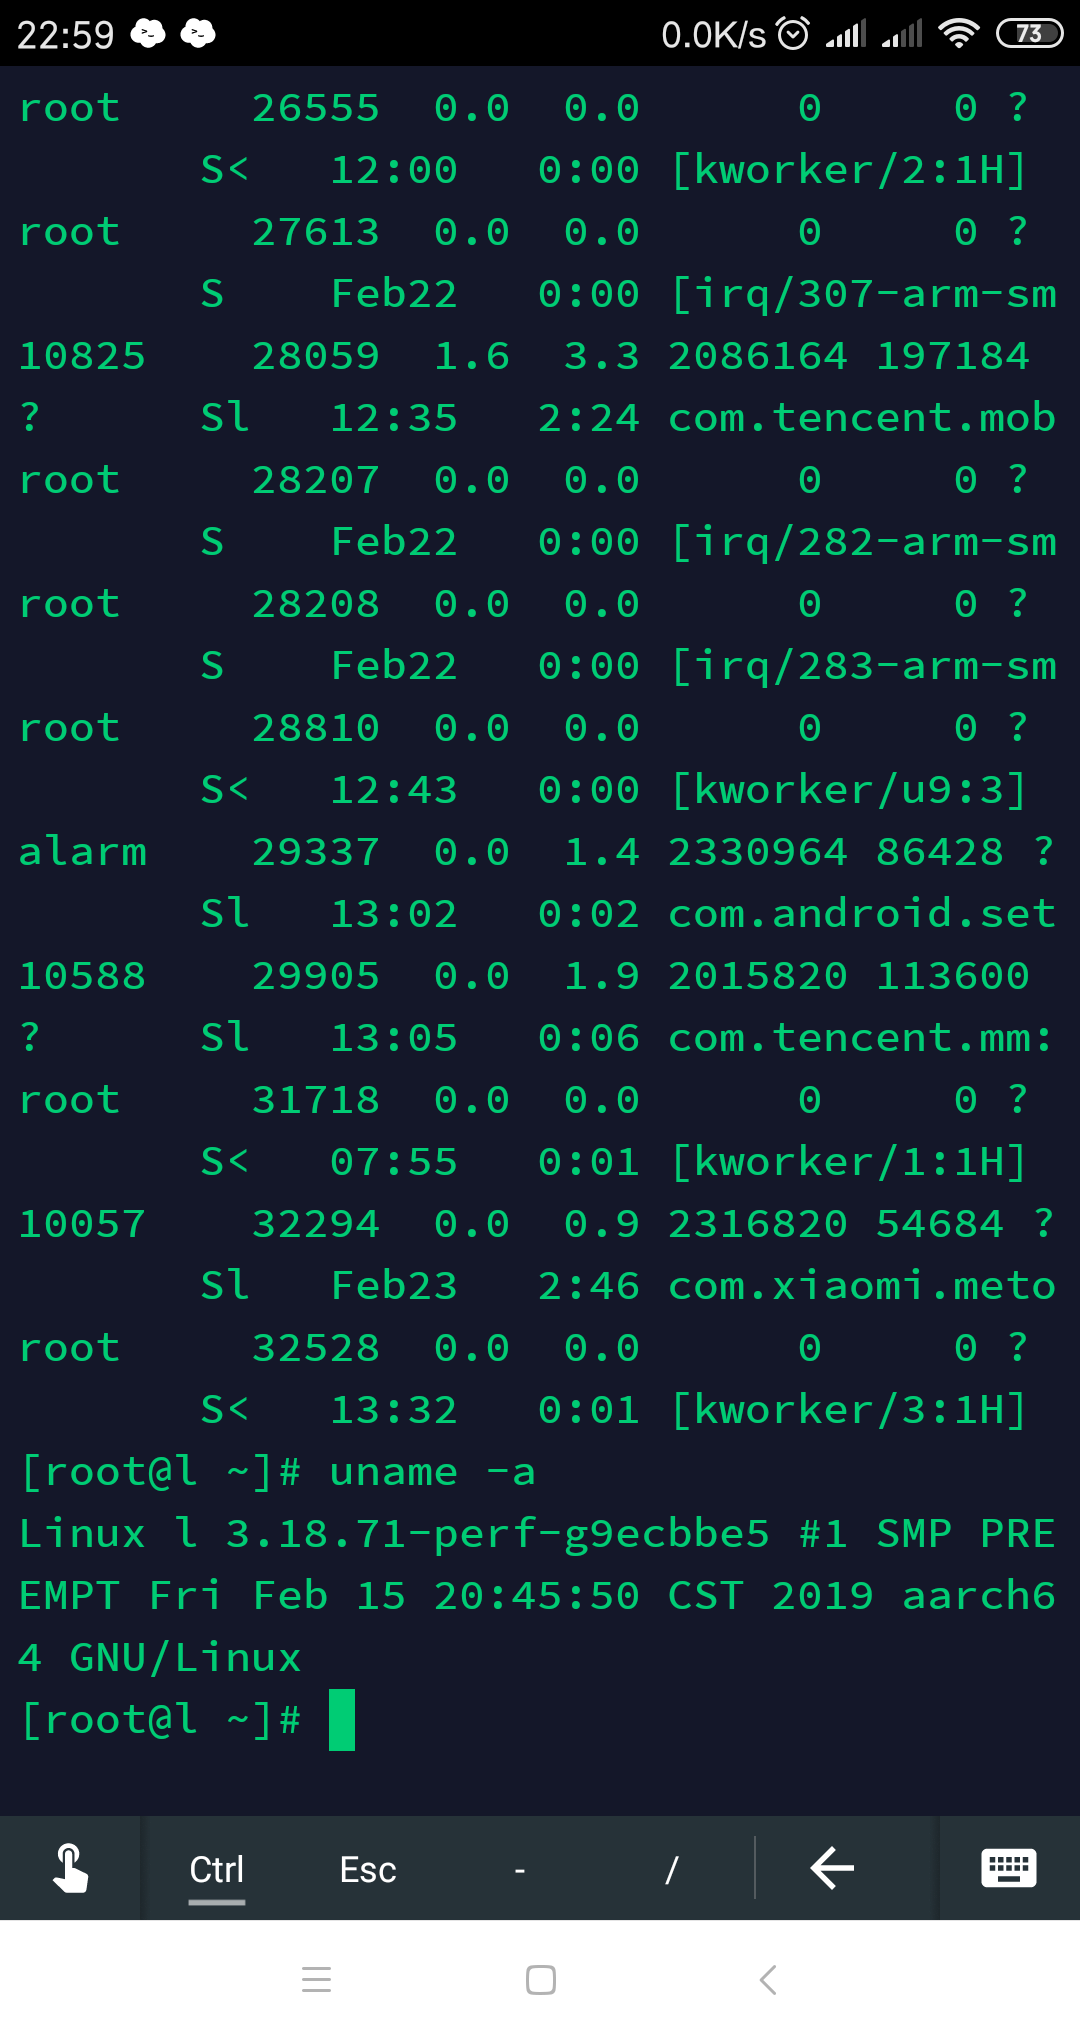 22:59 0.0K/s 73
root 26555 0.0 0.0 0 0 ?
S< 12:00 0:00 [kworker/2:1H]
root 27613 0.0 0.0 0 0 ?
S Feb22 0:00 [irq/307-arm-sm
10825 28059 1.6 3.3 2086164 197184
? Sl 12:35 2:24 com.tencent.mob
root 28207 0.0 0.0 0 0 ?
S Feb22 0:00 [irq/282-arm-sm
root 28208 0.0 0.0 0 0 ?
S Feb22 0:00 [irq/283-arm-sm
root 28810 0.0 0.0 0 0 ?
S< 12:43 0:00 [kworker/u9:3]
alarm 29337 0.0 1.4 2330964 86428 ?
Sl 13:02 0:02 com.android.set
10588 29905 0.0 1.9 2015820 113600
? Sl 13:05 0:06 com.tencent.mm:
root 31718 0.0 0.0 0 0 ?
S< 07:55 0:01 [kworker/1:1H]
10057 32294 0.0 0.9 2316820 54684 ?
Sl Feb23 2:46 com.xiaomi.meto
root 32528 0.0 0.0 0 0 ?
S< 13:32 0:01 [kworker/3:1H]
[root@l ~]# uname -a
Linux l 3.18.71-perf-g9ecbbe5 #1 SMP PRE
EMPT Fri Feb 15 20:45:50 CST 2019 aarch6
4 GNU/Linux
[root@l ~]#
Ctrl Esc - /